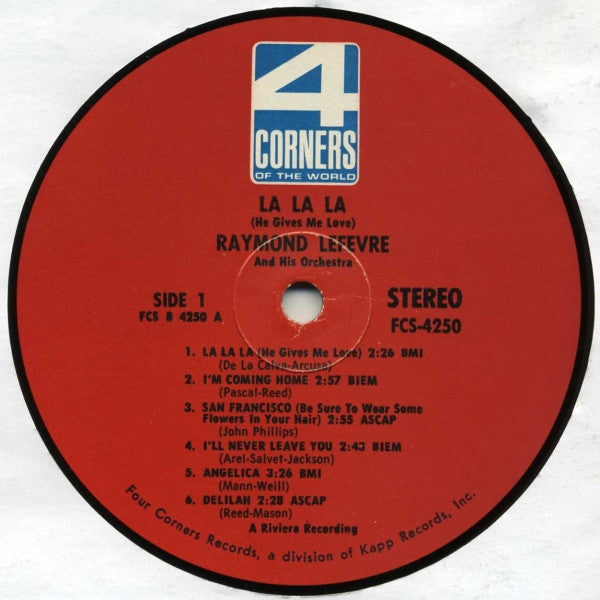 4
CORNERS
OF THE WORLD
LA LA LA
(He Gives Me Love)
RAYMOND LEFEVRE
And His Orchestra
SIDE 1
FCS 8 4250 A
STEREO
FCS-4250
1. LA LA LA (He Gives Me Love) 2:26 BMI
(De La Calva-Arcusa)
2. I'M COMING HOME 2:57 BIEM
(Pascal-Reed)
3. SAN FRANCISCO (Be Sure To Wear Some
Flowers In Your Hair) 2:55 ASCAP
(John Phillips)
4. I'LL NEVER LEAVE YOU 2:43 BIEM
(Arel-Salvet-Jackson)
5. ANGELICA 3:26 BMI
(Mann-Weill)
6. DELILAH 2:28 ASCAP
(Reed-Mason)
A Riviera Recording
Four Corners Records, a division of Kapp Records, Inc.